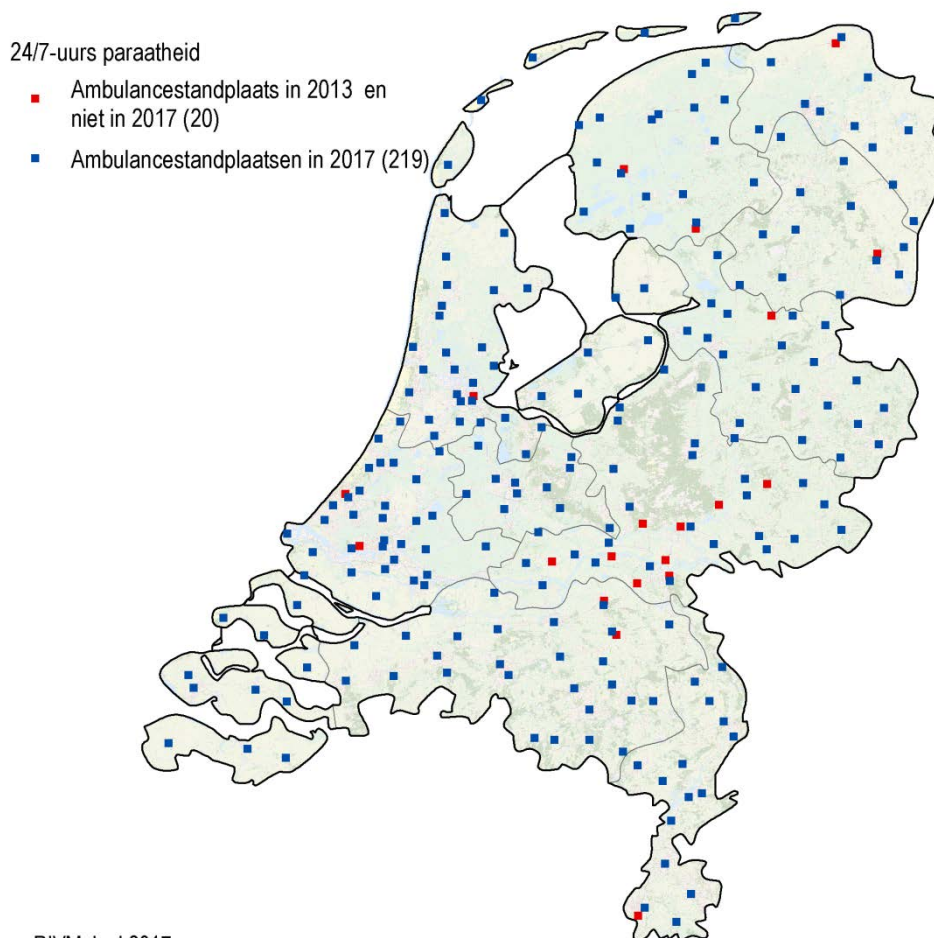 24/7-uurs paraatheid
Ambulancestandplaats in 2013 en
niet in 2017 (20)
Ambulancestandplaatsen in 2017 (219)